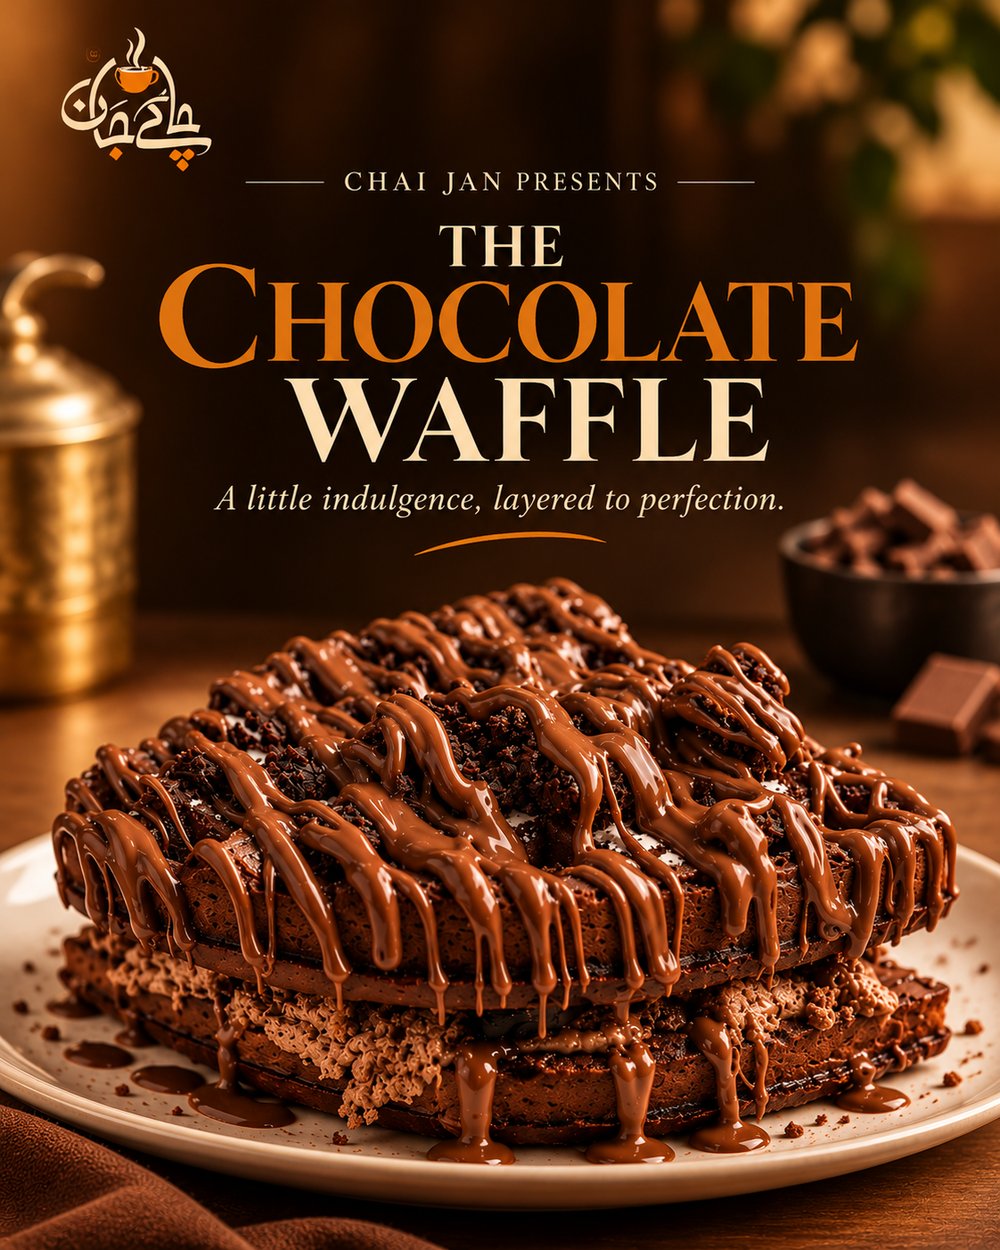 چائے جان
CHAI JAN PRESENTS
THE
CHOCOLATE
WAFFLE
A little indulgence, layered to perfection.